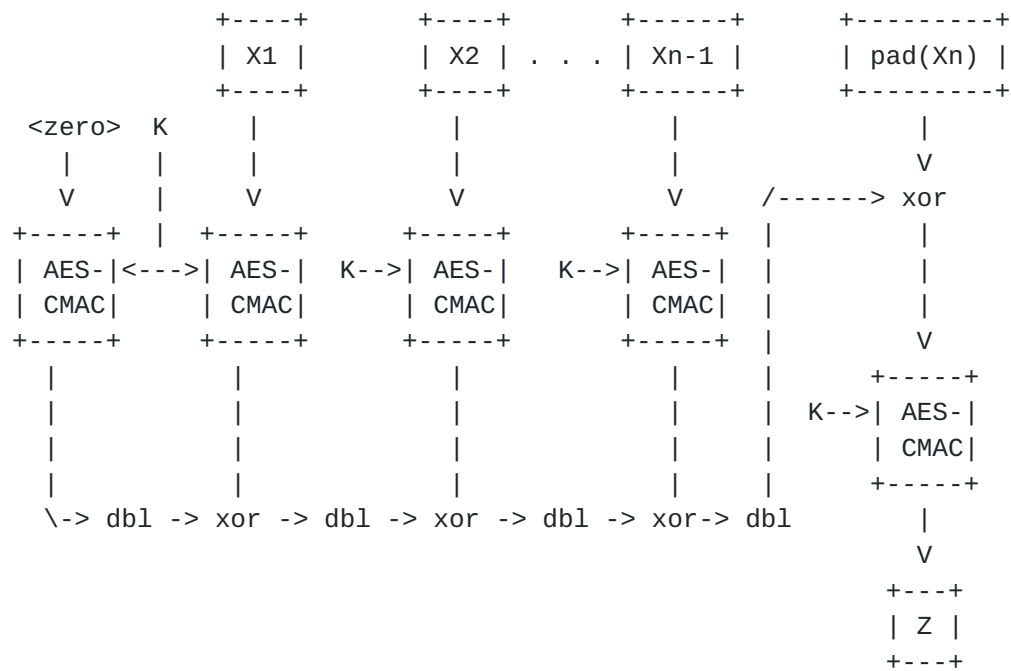 +----+       +----+       +------+       +---------+
               | X1 |       | X2 | . . . | Xn-1 |       | pad(Xn) |
               +----+       +----+       +------+       +---------+
   <zero>  K     |            |             |               |
     |     |     |            |             |               V
     V     |     V            V             V     /------> xor
  +-----+  |  +-----+      +-----+       +-----+  |         |
  | AES-|<--->| AES-|  K-->| AES-|   K-->| AES-|  |         |
  | CMAC|     | CMAC|      | CMAC|       | CMAC|  |         |
  +-----+     +-----+      +-----+       +-----+  |         V
    |           |             |             |     |      +-----+
    |           |             |             |     |  K-->| AES-|
    |           |             |             |     |      | CMAC|
    |           |             |             |     |      +-----+
    \-> dbl -> xor -> dbl -> xor -> dbl -> xor-> dbl        |
                                                            V
                                                          +---+
                                                          | Z |
                                                          +---+